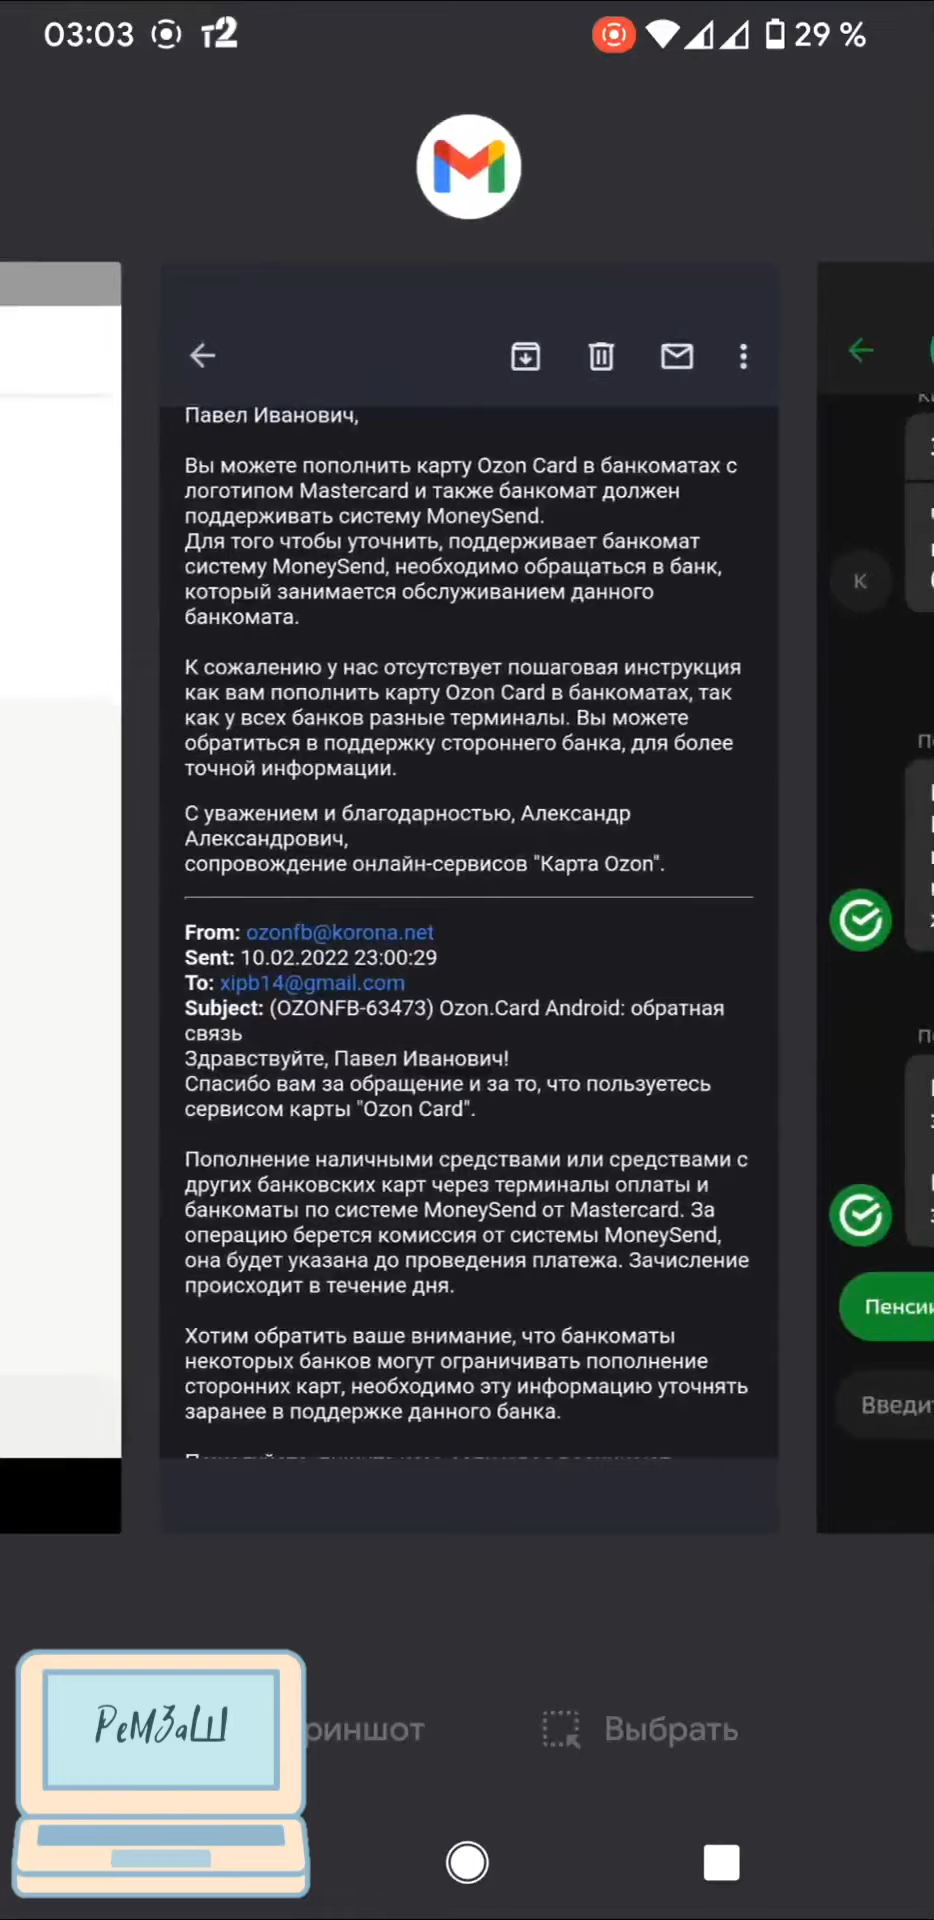 03:03 т2 29 %
Павел Иванович,
Вы можете пополнить карту Ozon Card в банкоматах с
логотипом Mastercard и также банкомат должен
поддерживать систему MoneySend.
Для того чтобы уточнить, поддерживает банкомат
систему MoneySend, необходимо обращаться в банк,
который занимается обслуживанием данного
банкомата.
К сожалению у нас отсутствует пошаговая инструкция
как вам пополнить карту Ozon Card в банкоматах, так
как у всех банков разные терминалы. Вы можете
обратиться в поддержку стороннего банка, для более
точной информации.
С уважением и благодарностью, Александр
Александрович,
сопровождение онлайн-сервисов "Карта Ozon".
From: ozonfb@korona.net
Sent: 10.02.2022 23:00:29
To: xipb14@gmail.com
Subject: (OZONFB-63473) Ozon.Card Android: обратная
связь
Здравствуйте, Павел Иванович!
Спасибо вам за обращение и за то, что пользуетесь
сервисом карты "Ozon Card".
Пополнение наличными средствами или средствами с
других банковских карт через терминалы оплаты и
банкоматы по системе MoneySend от Mastercard. За
операцию берется комиссия от системы MoneySend,
она будет указана до проведения платежа. Зачисление
происходит в течение дня.
Хотим обратить ваше внимание, что банкоматы
некоторых банков могут ограничивать пополнение
сторонних карт, необходимо эту информацию уточнять
заранее в поддержке данного банка.
К
Пенсии
Введит
РеМЗаШ
риншот
Выбрать